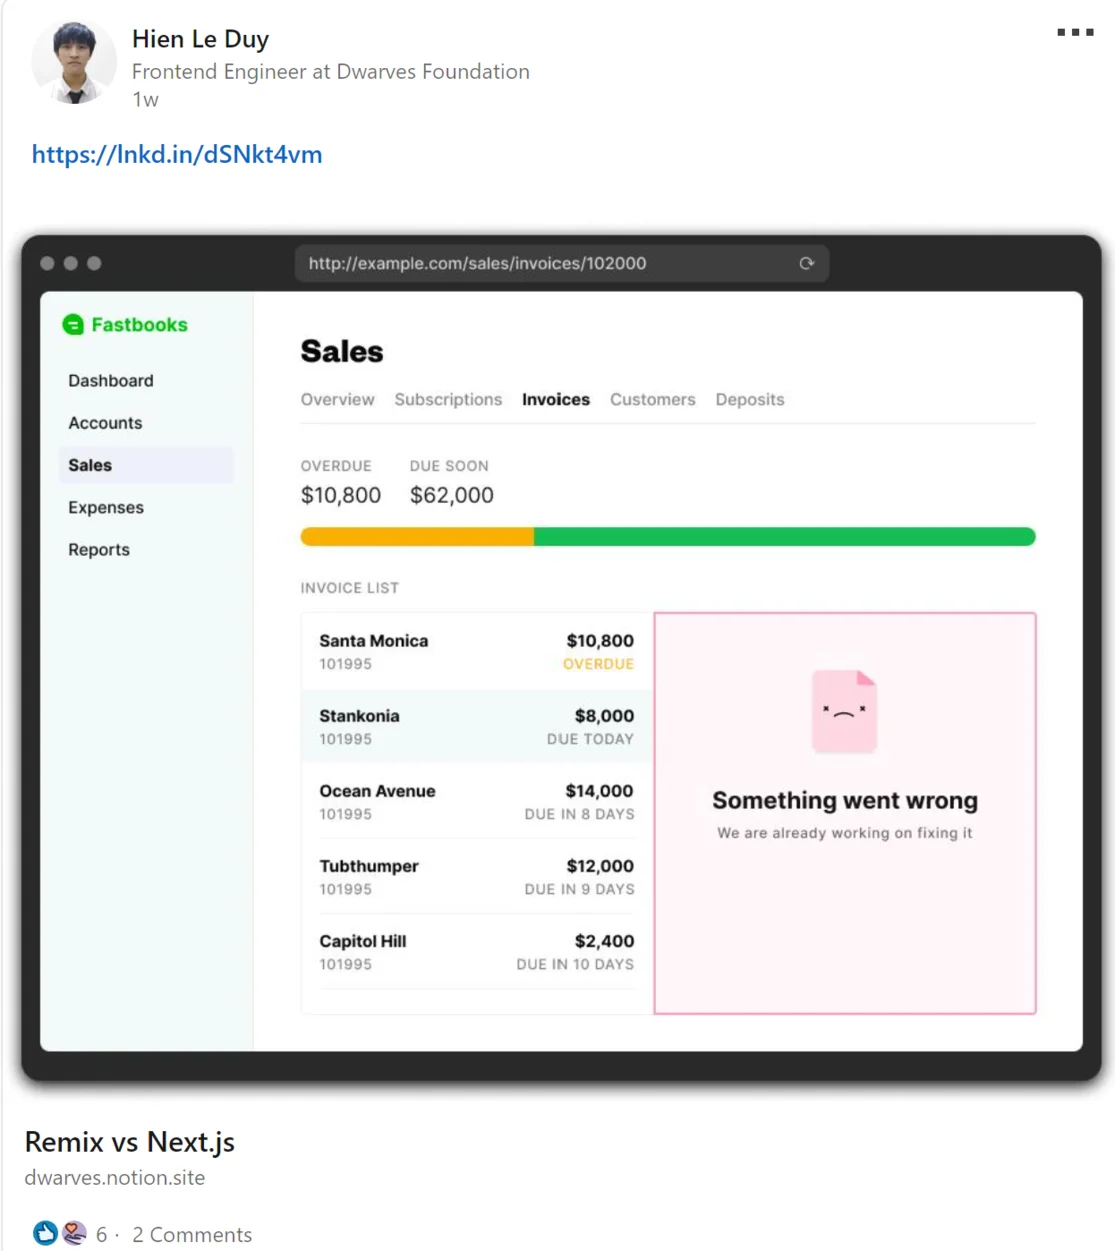 Hien Le Duy
Frontend Engineer at Dwarves Foundation
1w
https://lnkd.in/dSNkt4vm
http://example.com/sales/invoices/102000
Fastbooks
Dashboard
Accounts
Sales
Expenses
Reports
Sales
Overview Subscriptions Invoices Customers Deposits
OVERDUE DUE SOON
$10,800 $62,000
INVOICE LIST
Santa Monica $10,800
101995 OVERDUE
Stankonia $8,000
101995 DUE TODAY
Ocean Avenue $14,000
101995 DUE IN 8 DAYS
Tubthumper $12,000
101995 DUE IN 9 DAYS
Capitol Hill $2,400
101995 DUE IN 10 DAYS
Something went wrong
We are already working on fixing it
Remix vs Next.js
dwarves.notion.site
6 · 2 Comments